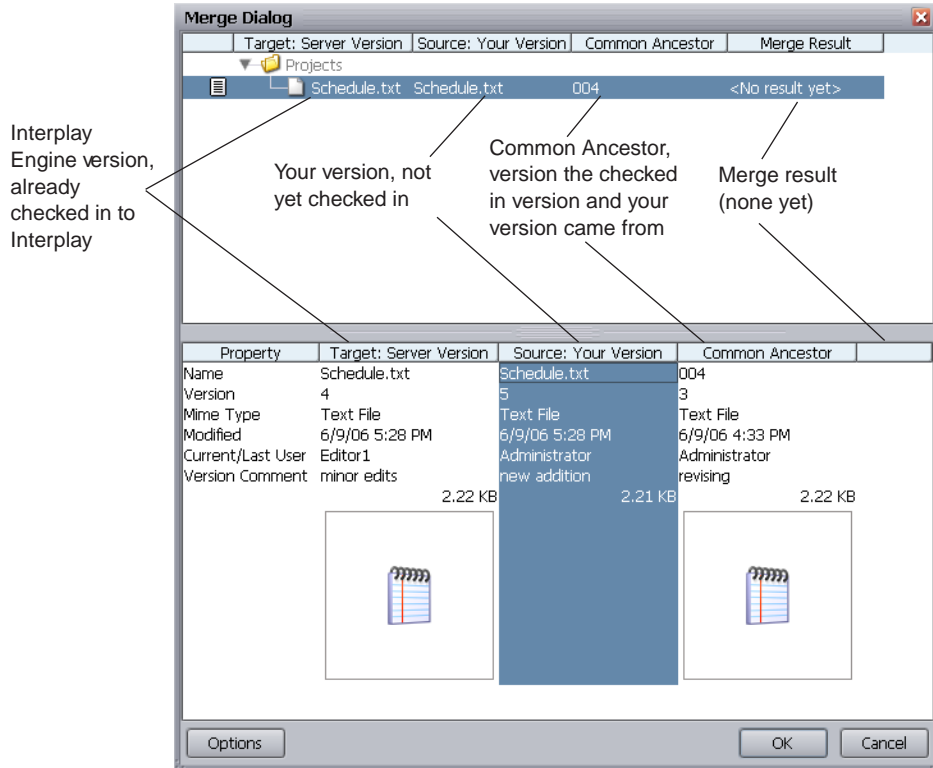 Merge Dialog
Target: Server Version Source: Your Version Common Ancestor Merge Result
Projects
Schedule.txt Schedule.txt 004 <No result yet>
Interplay
Engine version,
already
checked in to
Interplay
Your version, not
yet checked in
Common Ancestor,
version the checked
in version and your
version came from
Merge result
(none yet)
Property Target: Server Version Source: Your Version Common Ancestor
Name Schedule.txt Schedule.txt 004
Version 4 5 3
Mime Type Text File Text File Text File
Modified 6/9/06 5:28 PM 6/9/06 5:28 PM 6/9/06 4:33 PM
Current/Last User Editor1 Administrator Administrator
Version Comment minor edits new addition revising
2.22 KB 2.21 KB 2.22 KB
Options OK Cancel